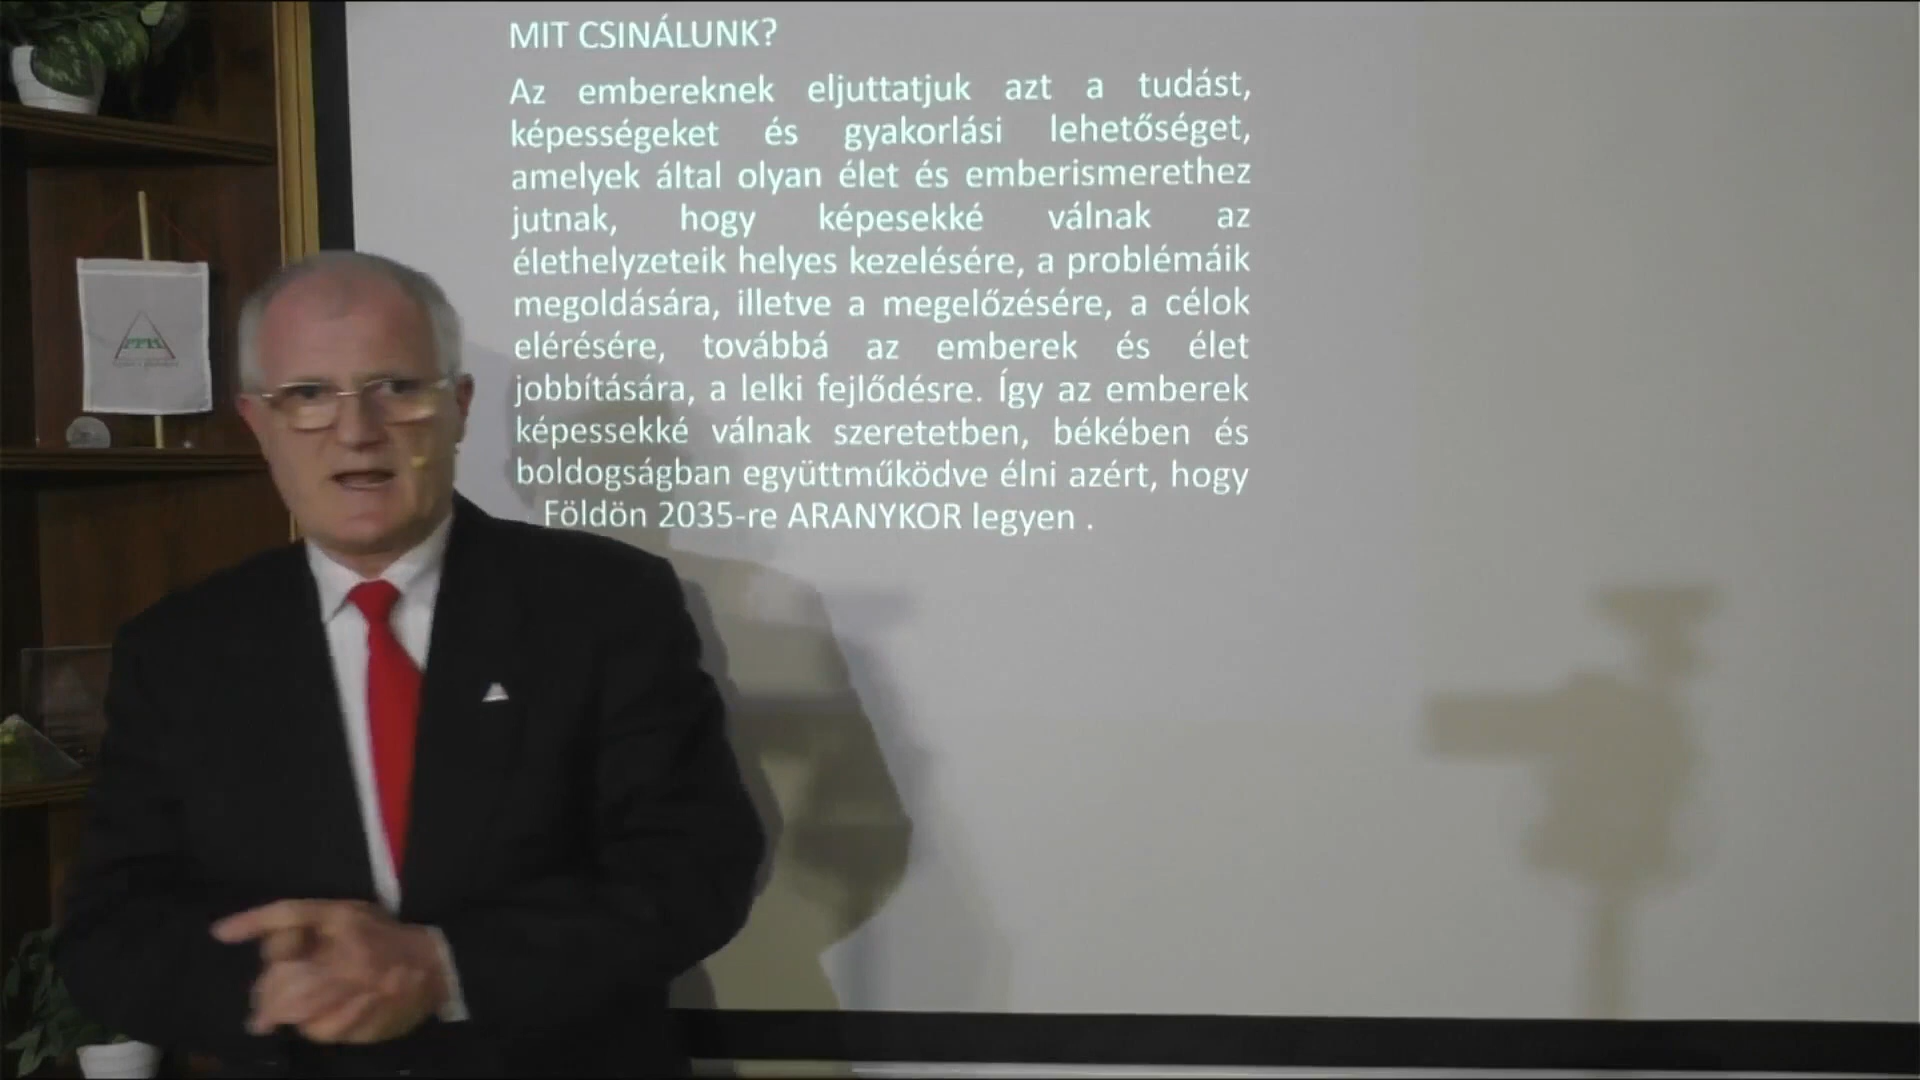 MIT CSINÁLUNK?
Az embereknek eljuttatjuk azt a tudást,
képességeket és gyakorlási lehetőséget,
amelyek által olyan élet és emberismerethez
jutnak, hogy képesekké válnak az
élethelyzeteik helyes kezelésére, a problémáik
megoldására, illetve a megelőzésére, a célok
elérésére, továbbá az emberek és élet
jobbítására, a lelki fejlődésre. Így az emberek
képessekké válnak szeretetben, békében és
boldogságban együttműködve élni azért, hogy
Földön 2035-re ARANYKOR legyen .